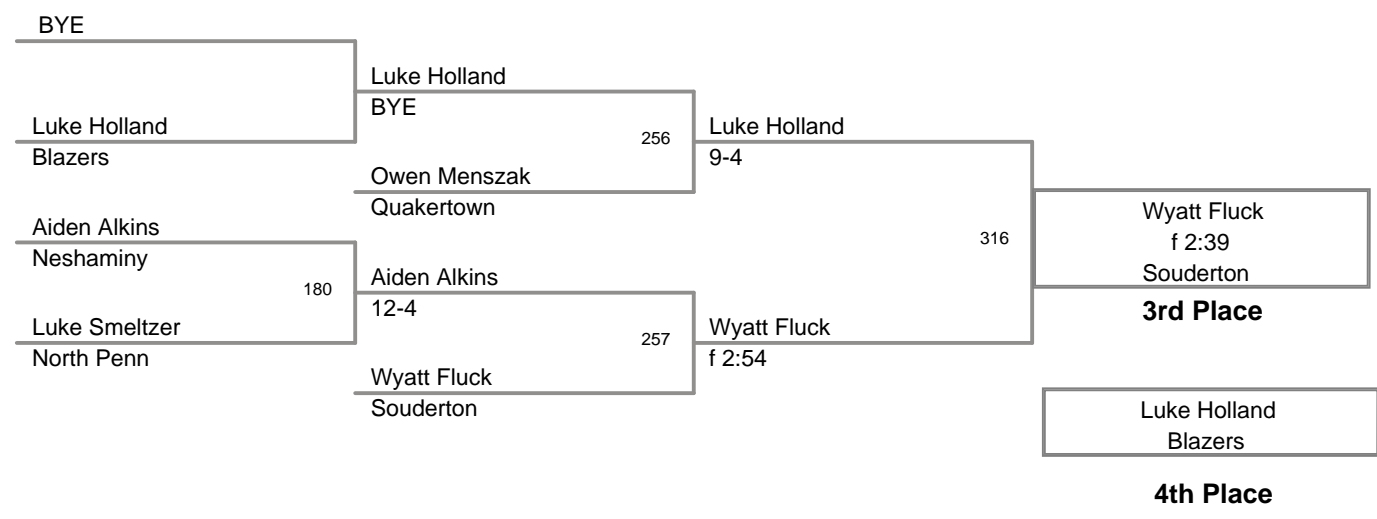 BYE
Luke Holland
BYE
Luke Holland
Blazers
256
Luke Holland
9-4
Owen Menszak
Quakertown
Aiden Alkins
Neshaminy
180
Luke Smeltzer
North Penn
Aiden Alkins
12-4
257
Wyatt Fluck
Souderton
Wyatt Fluck
f 2:54
316
Wyatt Fluck
f 2:39
Souderton
3rd Place
Luke Holland
Blazers
4th Place